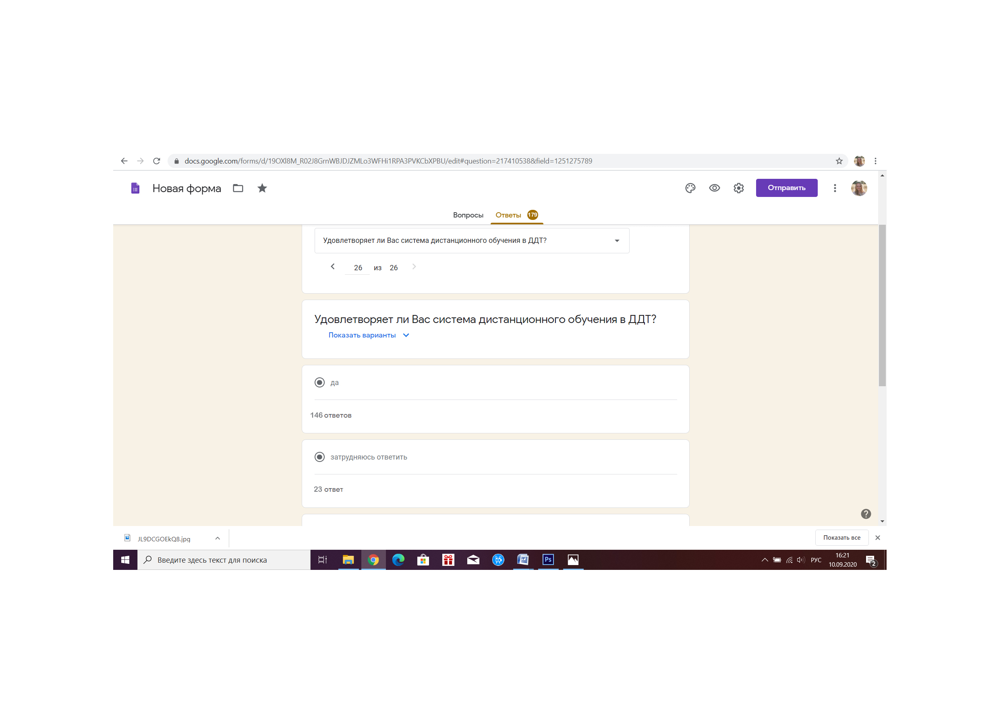 docs.google.com/forms/d/19OXl8M_R02J8GrnWBJDJZMLo3WFHi1RPA3PVKCbXPBU/edit#question=217410538&field=1251275789
Новая форма
Отправить
Вопросы Ответы 179
Удовлетворяет ли Вас система дистанционного обучения в ДДТ?
26 из 26
Удовлетворяет ли Вас система дистанционного обучения в ДДТ?
Показать варианты
да
146 ответов
затрудняюсь ответить
23 ответ
?
JL9DCGOEkQ8.jpg
Показать все
Введите здесь текст для поиска
W
Ps
РУС
16:21
10.09.2020
2